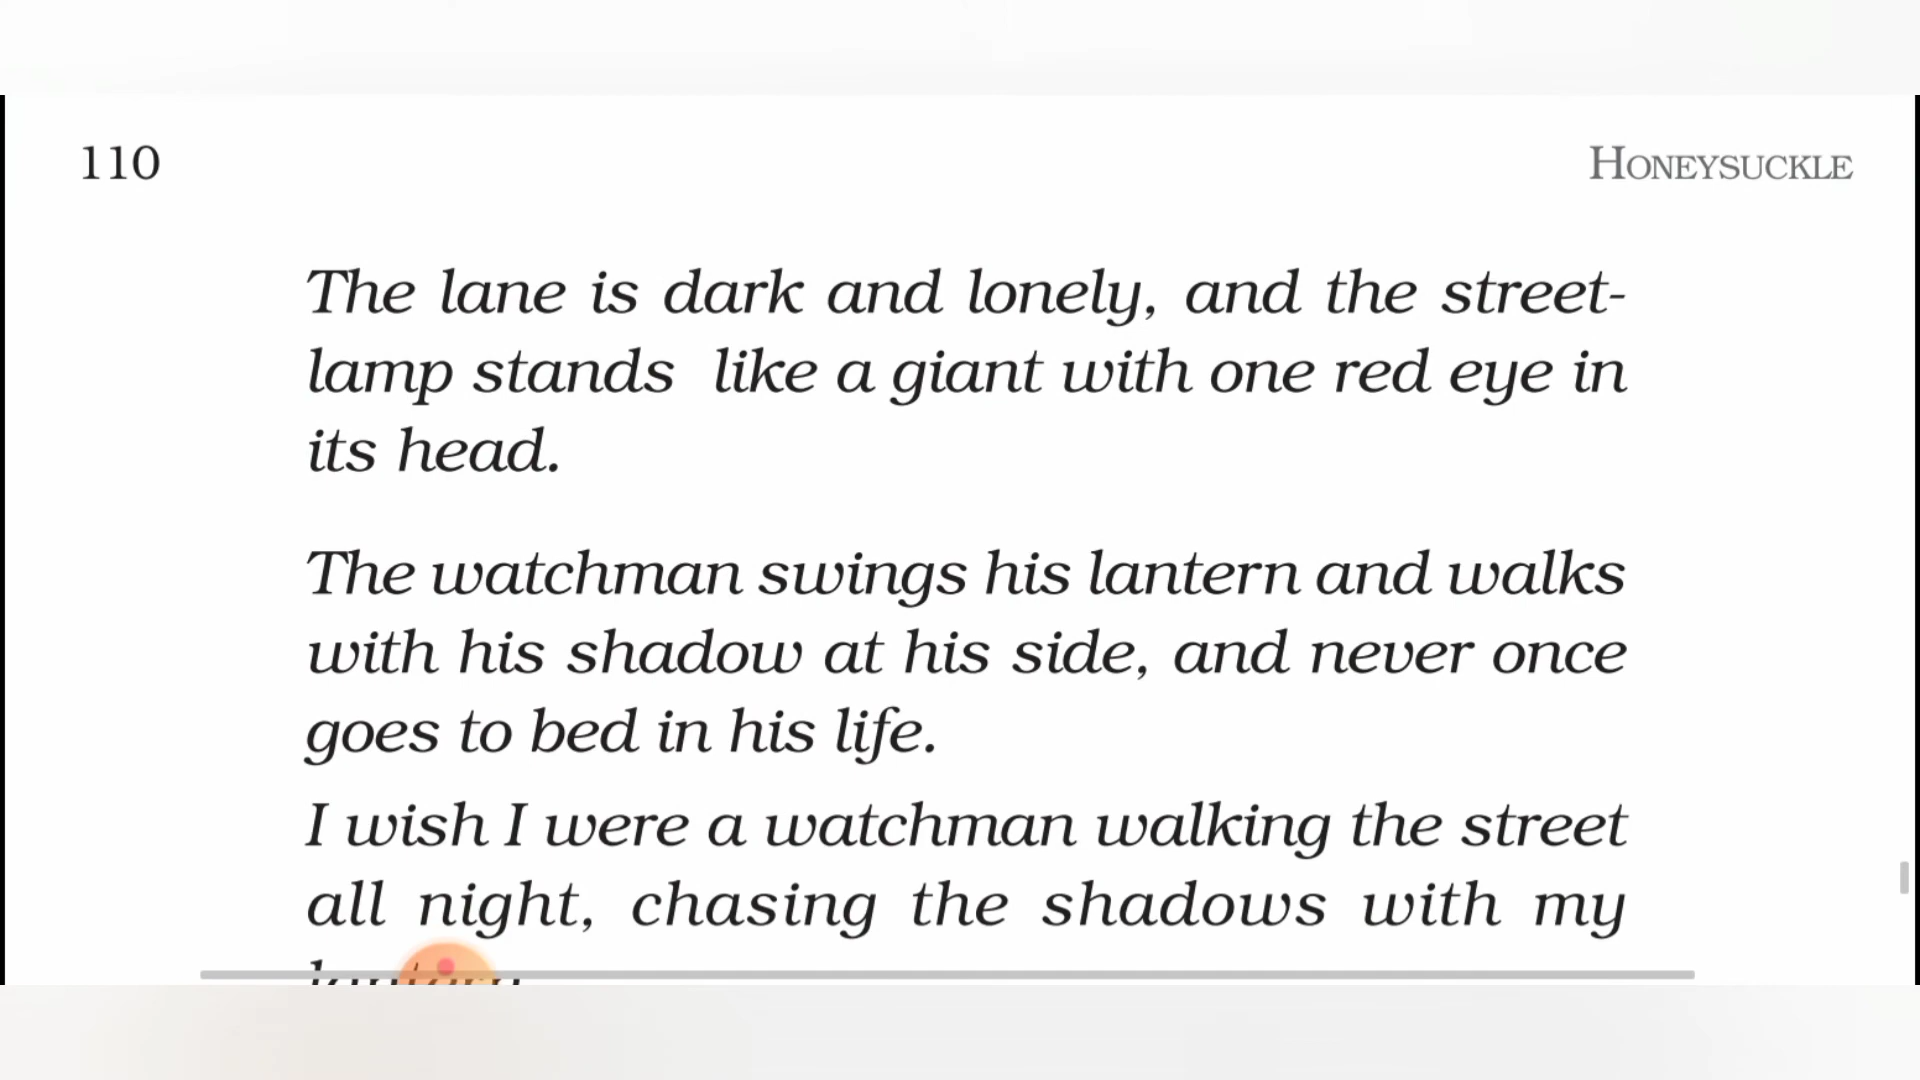 110
HONEYSUCKLE
The lane is dark and lonely, and the street-
lamp stands like a giant with one red eye in
its head.
The watchman swings his lantern and walks
with his shadow at his side, and never once
goes to bed in his life.
I wish I were a watchman walking the street
all night, chasing the shadows with my